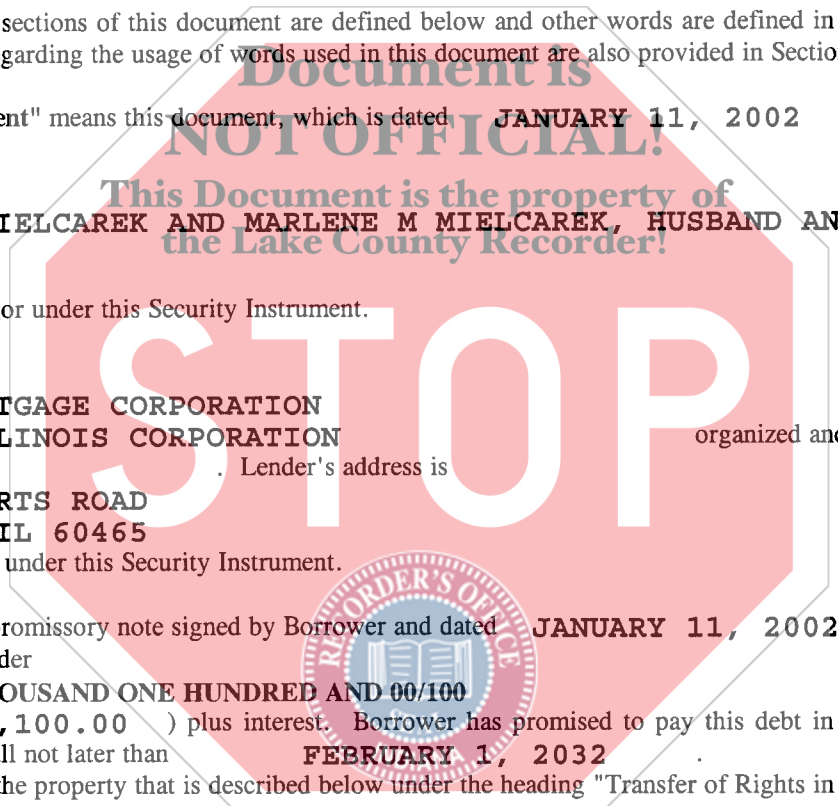 sections of this document are defined below and other words are defined in
garding the usage of words used in this document are also provided in Sectio
Document is
ent" means this document, which is dated JANUARY 11, 2002
NOT OFFICIAL!
This Document is the property of
IELCAREK AND MARLENE M MIELCAREK, HUSBAND AN
the Lake County Recorder!
or under this Security Instrument.
STOP
TGAGE CORPORATION
LINOIS CORPORATION organized and
. Lender's address is
RTS ROAD
IL 60465
under this Security Instrument.
RECORDER'S OFFICE
romissory note signed by Borrower and dated JANUARY 11, 2002
der
OUSAND ONE HUNDRED AND 00/100
,100.00 ) plus interest. Borrower has promised to pay this debt in
ll not later than FEBRUARY 1, 2032 .
he property that is described below under the heading "Transfer of Rights in